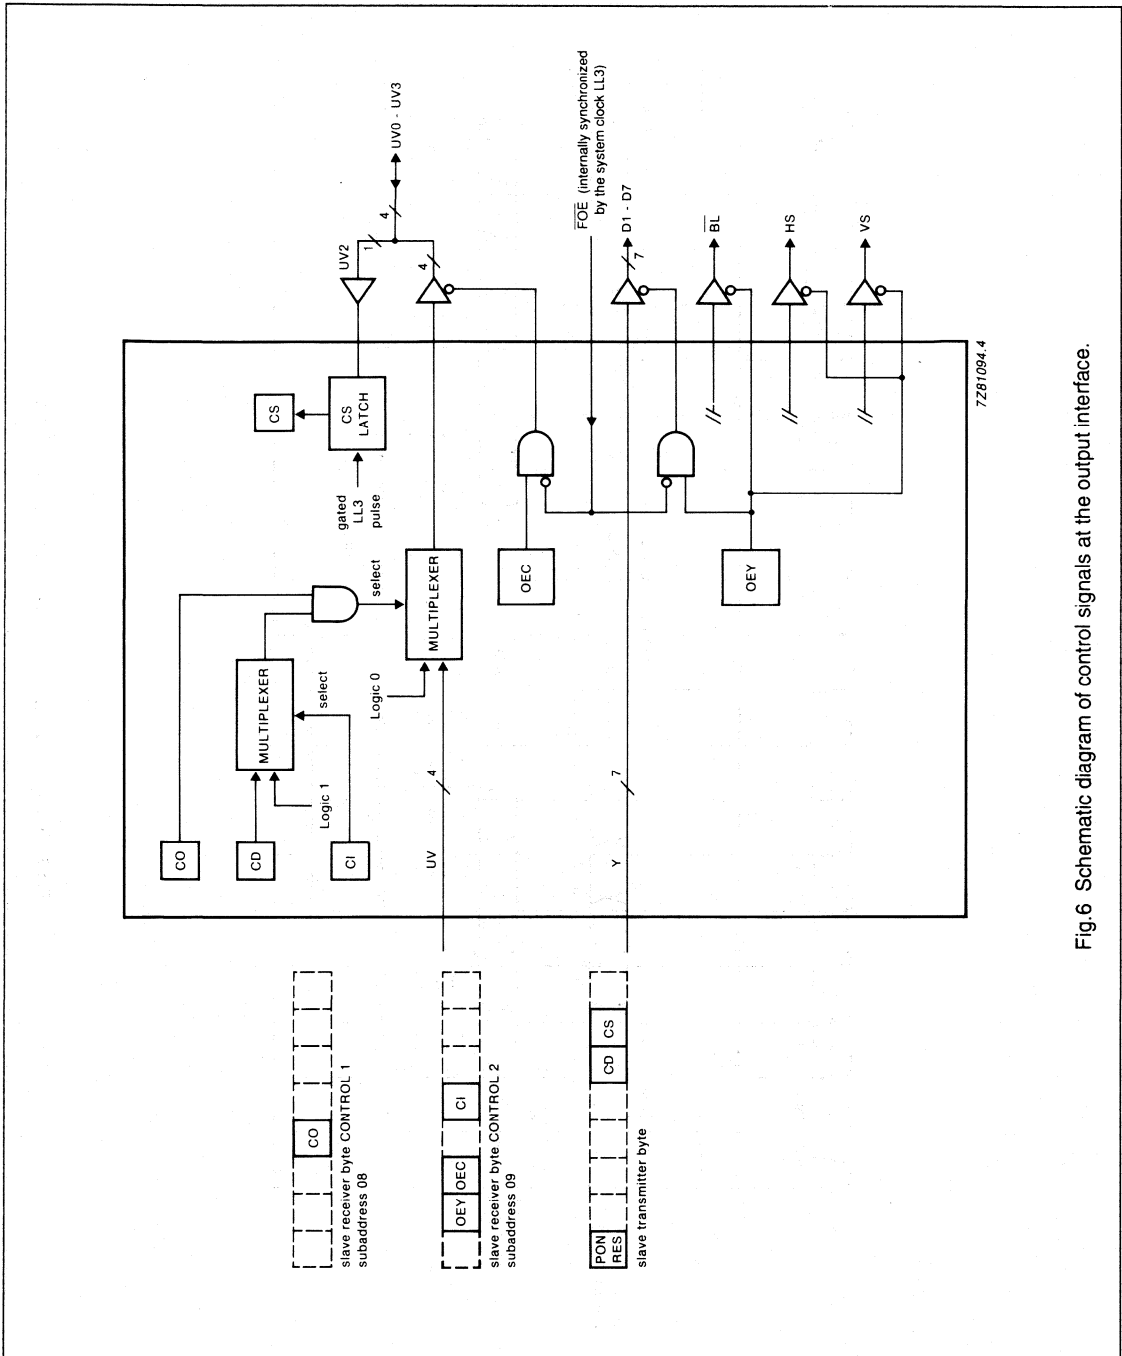 CO
slave receiver byte CONTROL 1
subaddress 08
OEY OEC CI
slave receiver byte CONTROL 2
subaddress 09
PON
RES
CD CS
slave transmitter byte
CO
CD
CI
Logic 1
MULTIPLEXER
select
select
Logic 0
MULTIPLEXER
gated
LL3
pulse
CS
CS
LATCH
UV2
1
4
4
UV0 - UV3
UV
4
OEC
F̅O̅E̅ (internally synchronized
by the system clock LL3)
Y
7
D1 - D7
7
OEY
B̅L̅
HS
VS
7Z81094.4
Fig.6 Schematic diagram of control signals at the output interface.